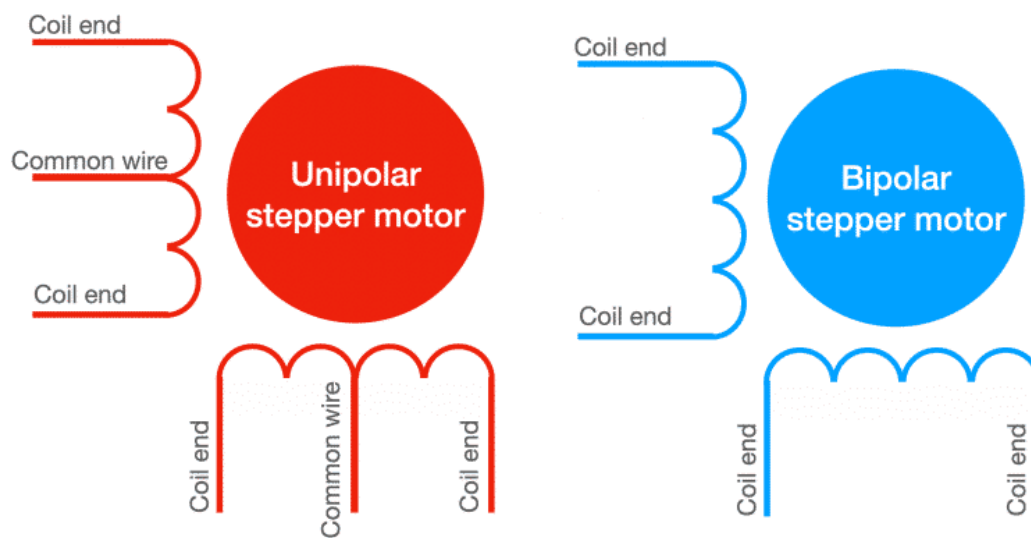 Coil end
Common wire
Coil end
Unipolar
stepper motor
Coil end
Common wire
Coil end
Coil end
Coil end
Bipolar
stepper motor
Coil end
Coil end